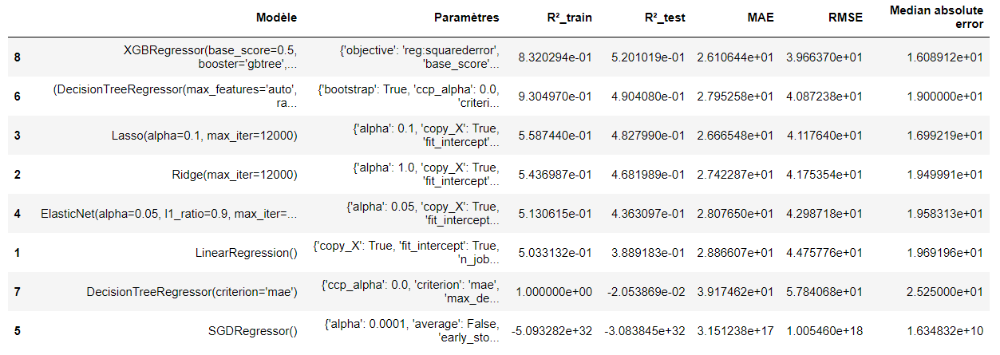 Modèle Paramètres R²_train R²_test MAE RMSE Median absolute error
8 XGBRegressor(base_score=0.5, booster='gbtree',... {'objective': 'reg:squarederror', 'base_score'... 8.320294e-01 5.201019e-01 2.610644e+01 3.966370e+01 1.608912e+01
6 (DecisionTreeRegressor(max_features='auto', ra... {'bootstrap': True, 'ccp_alpha': 0.0, 'criteri... 9.304970e-01 4.904080e-01 2.795258e+01 4.087238e+01 1.900000e+01
3 Lasso(alpha=0.1, max_iter=12000) {'alpha': 0.1, 'copy_X': True, 'fit_intercept'... 5.587440e-01 4.827990e-01 2.666548e+01 4.117640e+01 1.699219e+01
2 Ridge(max_iter=12000) {'alpha': 1.0, 'copy_X': True, 'fit_intercept'... 5.436987e-01 4.681989e-01 2.742287e+01 4.175354e+01 1.949991e+01
4 ElasticNet(alpha=0.05, l1_ratio=0.9, max_iter=... {'alpha': 0.05, 'copy_X': True, 'fit_intercept... 5.130615e-01 4.363097e-01 2.807650e+01 4.298718e+01 1.958313e+01
1 LinearRegression() {'copy_X': True, 'fit_intercept': True, 'n_job... 5.033132e-01 3.889183e-01 2.886607e+01 4.475776e+01 1.969196e+01
7 DecisionTreeRegressor(criterion='mae') {'ccp_alpha': 0.0, 'criterion': 'mae', 'max_de... 1.000000e+00 -2.053869e-02 3.917462e+01 5.784068e+01 2.525000e+01
5 SGDRegressor() {'alpha': 0.0001, 'average': False, 'early_sto... -5.093282e+32 -3.083845e+32 3.151238e+17 1.005460e+18 1.634832e+10